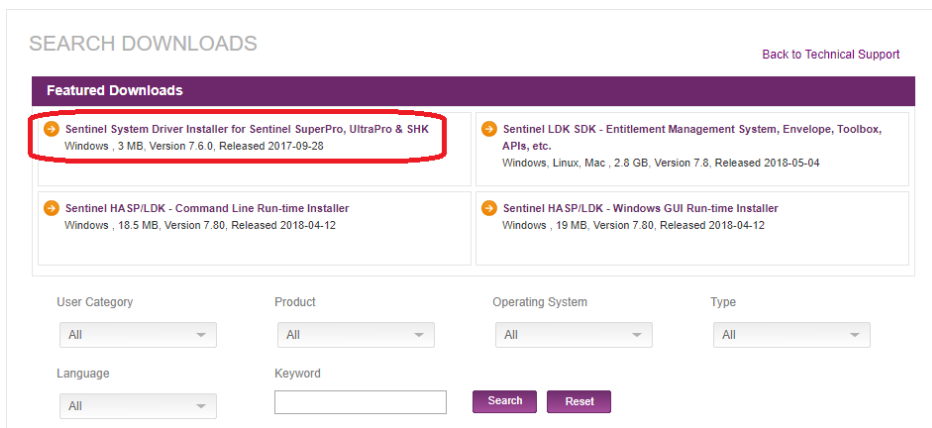 SEARCH DOWNLOADS
Back to Technical Support
Featured Downloads
Sentinel System Driver Installer for Sentinel SuperPro, UltraPro & SHK
Windows , 3 MB, Version 7.6.0, Released 2017-09-28
Sentinel LDK SDK - Entitlement Management System, Envelope, Toolbox,
APIs, etc.
Windows, Linux, Mac , 2.8 GB, Version 7.8, Released 2018-05-04
Sentinel HASP/LDK - Command Line Run-time Installer
Windows , 18.5 MB, Version 7.80, Released 2018-04-12
Sentinel HASP/LDK - Windows GUI Run-time Installer
Windows , 19 MB, Version 7.80, Released 2018-04-12
User Category
Product
Operating System
Type
All
All
All
All
Language
Keyword
All
Search
Reset